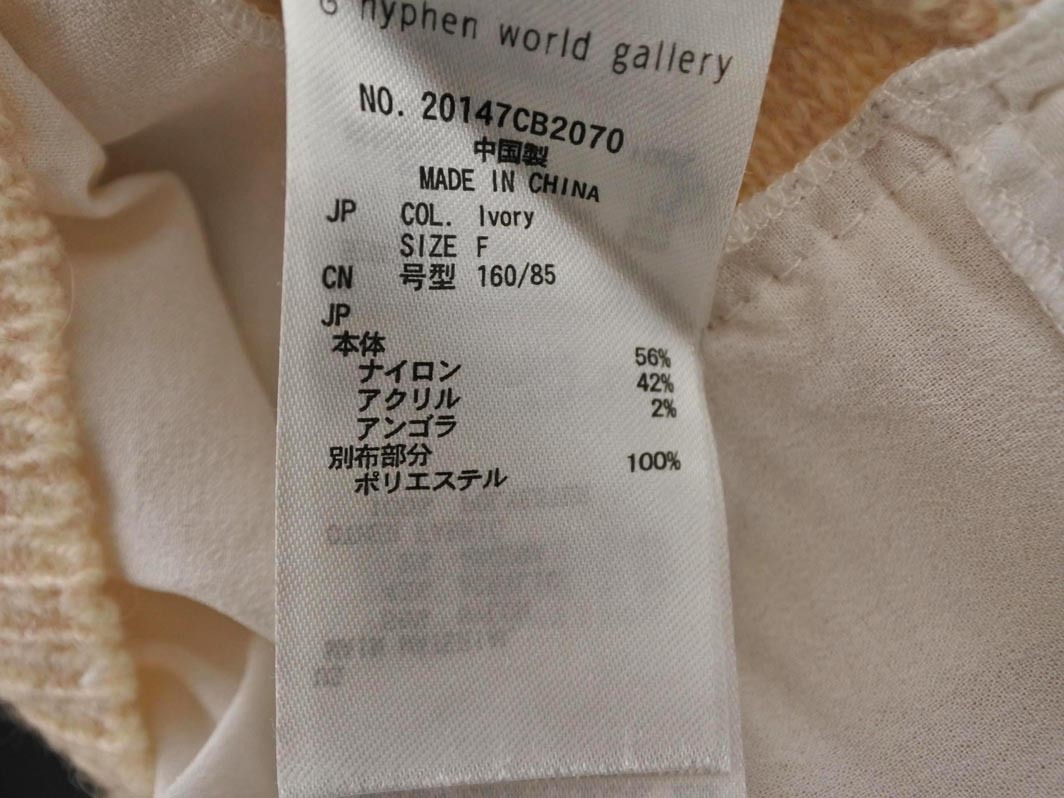 G hyphen world gallery
NO. 20147CB2070
中国製
MADE IN CHINA
JP COL. Ivory
SIZE F
CN 号型 160/85
JP
本体
ナイロン 56%
アクリル 42%
アンゴラ 2%
別布部分
ポリエステル 100%